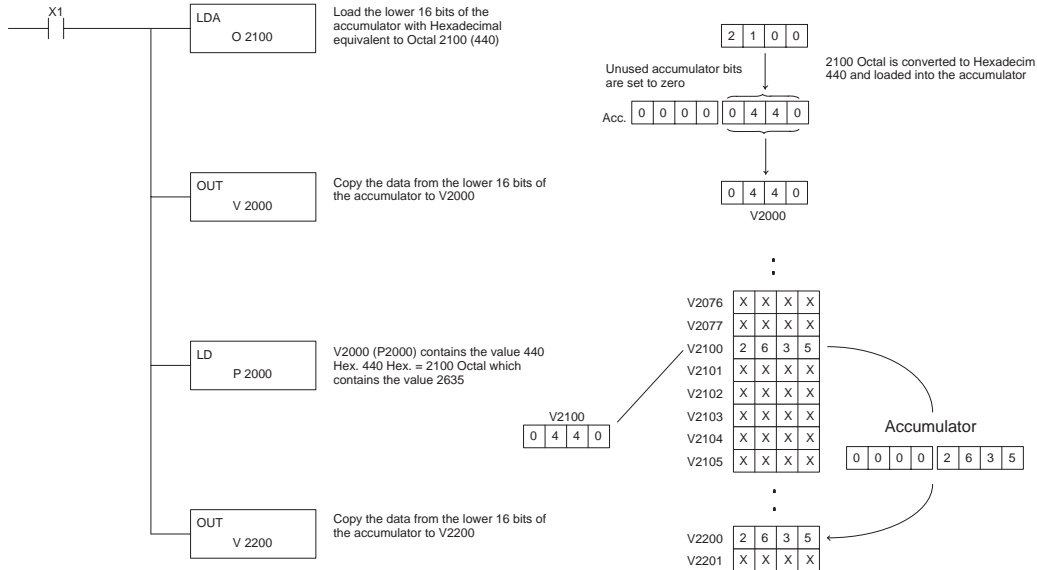 X1
LDA
O 2100
Load the lower 16 bits of the
accumulator with Hexadecimal
equivalent to Octal 2100 (440)
2 1 0 0
Unused accumulator bits
are set to zero
2100 Octal is converted to Hexadecim
440 and loaded into the accumulator
Acc. 0 0 0 0 0 4 4 0
OUT
V 2000
Copy the data from the lower 16 bits of
the accumulator to V2000
0 4 4 0
V2000
LD
P 2000
V2000 (P2000) contains the value 440
Hex. 440 Hex. = 2100 Octal which
contains the value 2635
V2100
0 4 4 0
V2076 X X X X
V2077 X X X X
V2100 2 6 3 5
V2101 X X X X
V2102 X X X X
V2103 X X X X
V2104 X X X X
V2105 X X X X
Accumulator
0 0 0 0 2 6 3 5
OUT
V 2200
Copy the data from the lower 16 bits of
the accumulator to V2200
V2200 2 6 3 5
V2201 X X X X